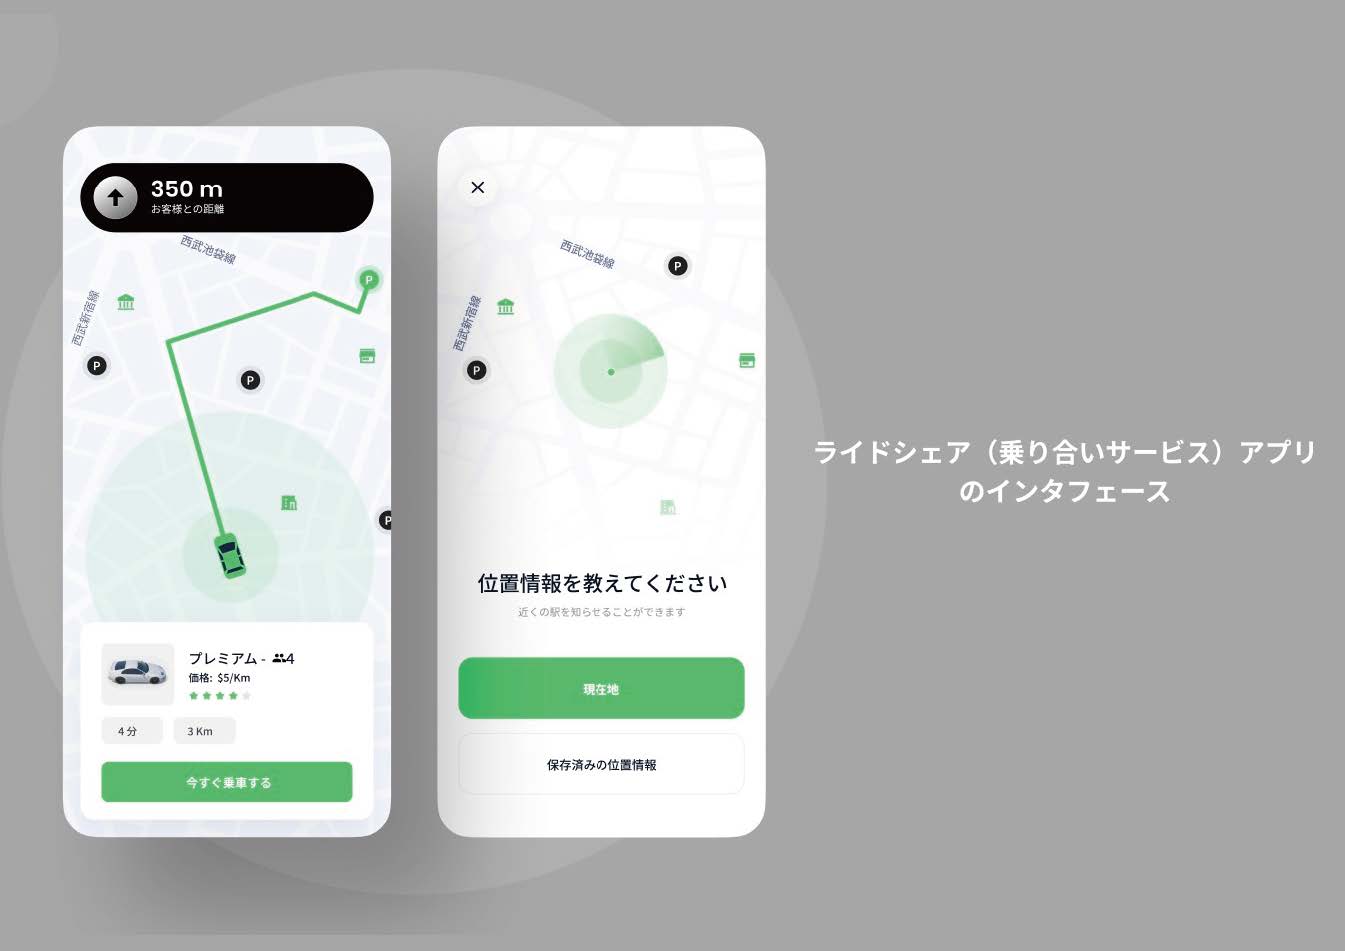 350 m
お客様との距離
西武池袋線
西武新宿線
P
P
P
P
プレミアム - 4
価格: $5/Km
4 分
3 Km
今すぐ乗車する
西武池袋線
P
西武新宿線
P
位置情報を教えてください
近くの駅を知らせることができます
現在地
保存済みの位置情報
ライドシェア（乗り合いサービス）アプリ
のインタフェース